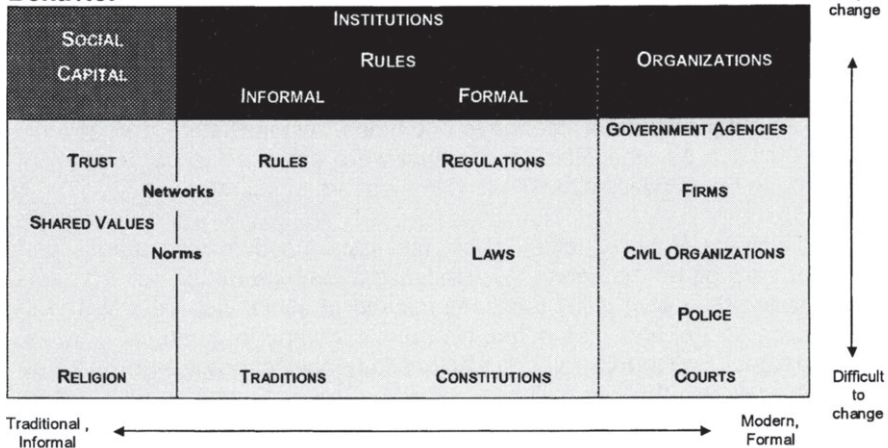 change
INSTITUTIONS
SOCIAL
CAPITAL
RULES
ORGANIZATIONS
INFORMAL
FORMAL
GOVERNMENT AGENCIES
TRUST
RULES
REGULATIONS
Networks
FIRMS
SHARED VALUES
Norms
LAWS
CIVIL ORGANIZATIONS
POLICE
RELIGION
TRADITIONS
CONSTITUTIONS
COURTS
Difficult
to
change
Traditional ,
Informal
Modern,
Formal